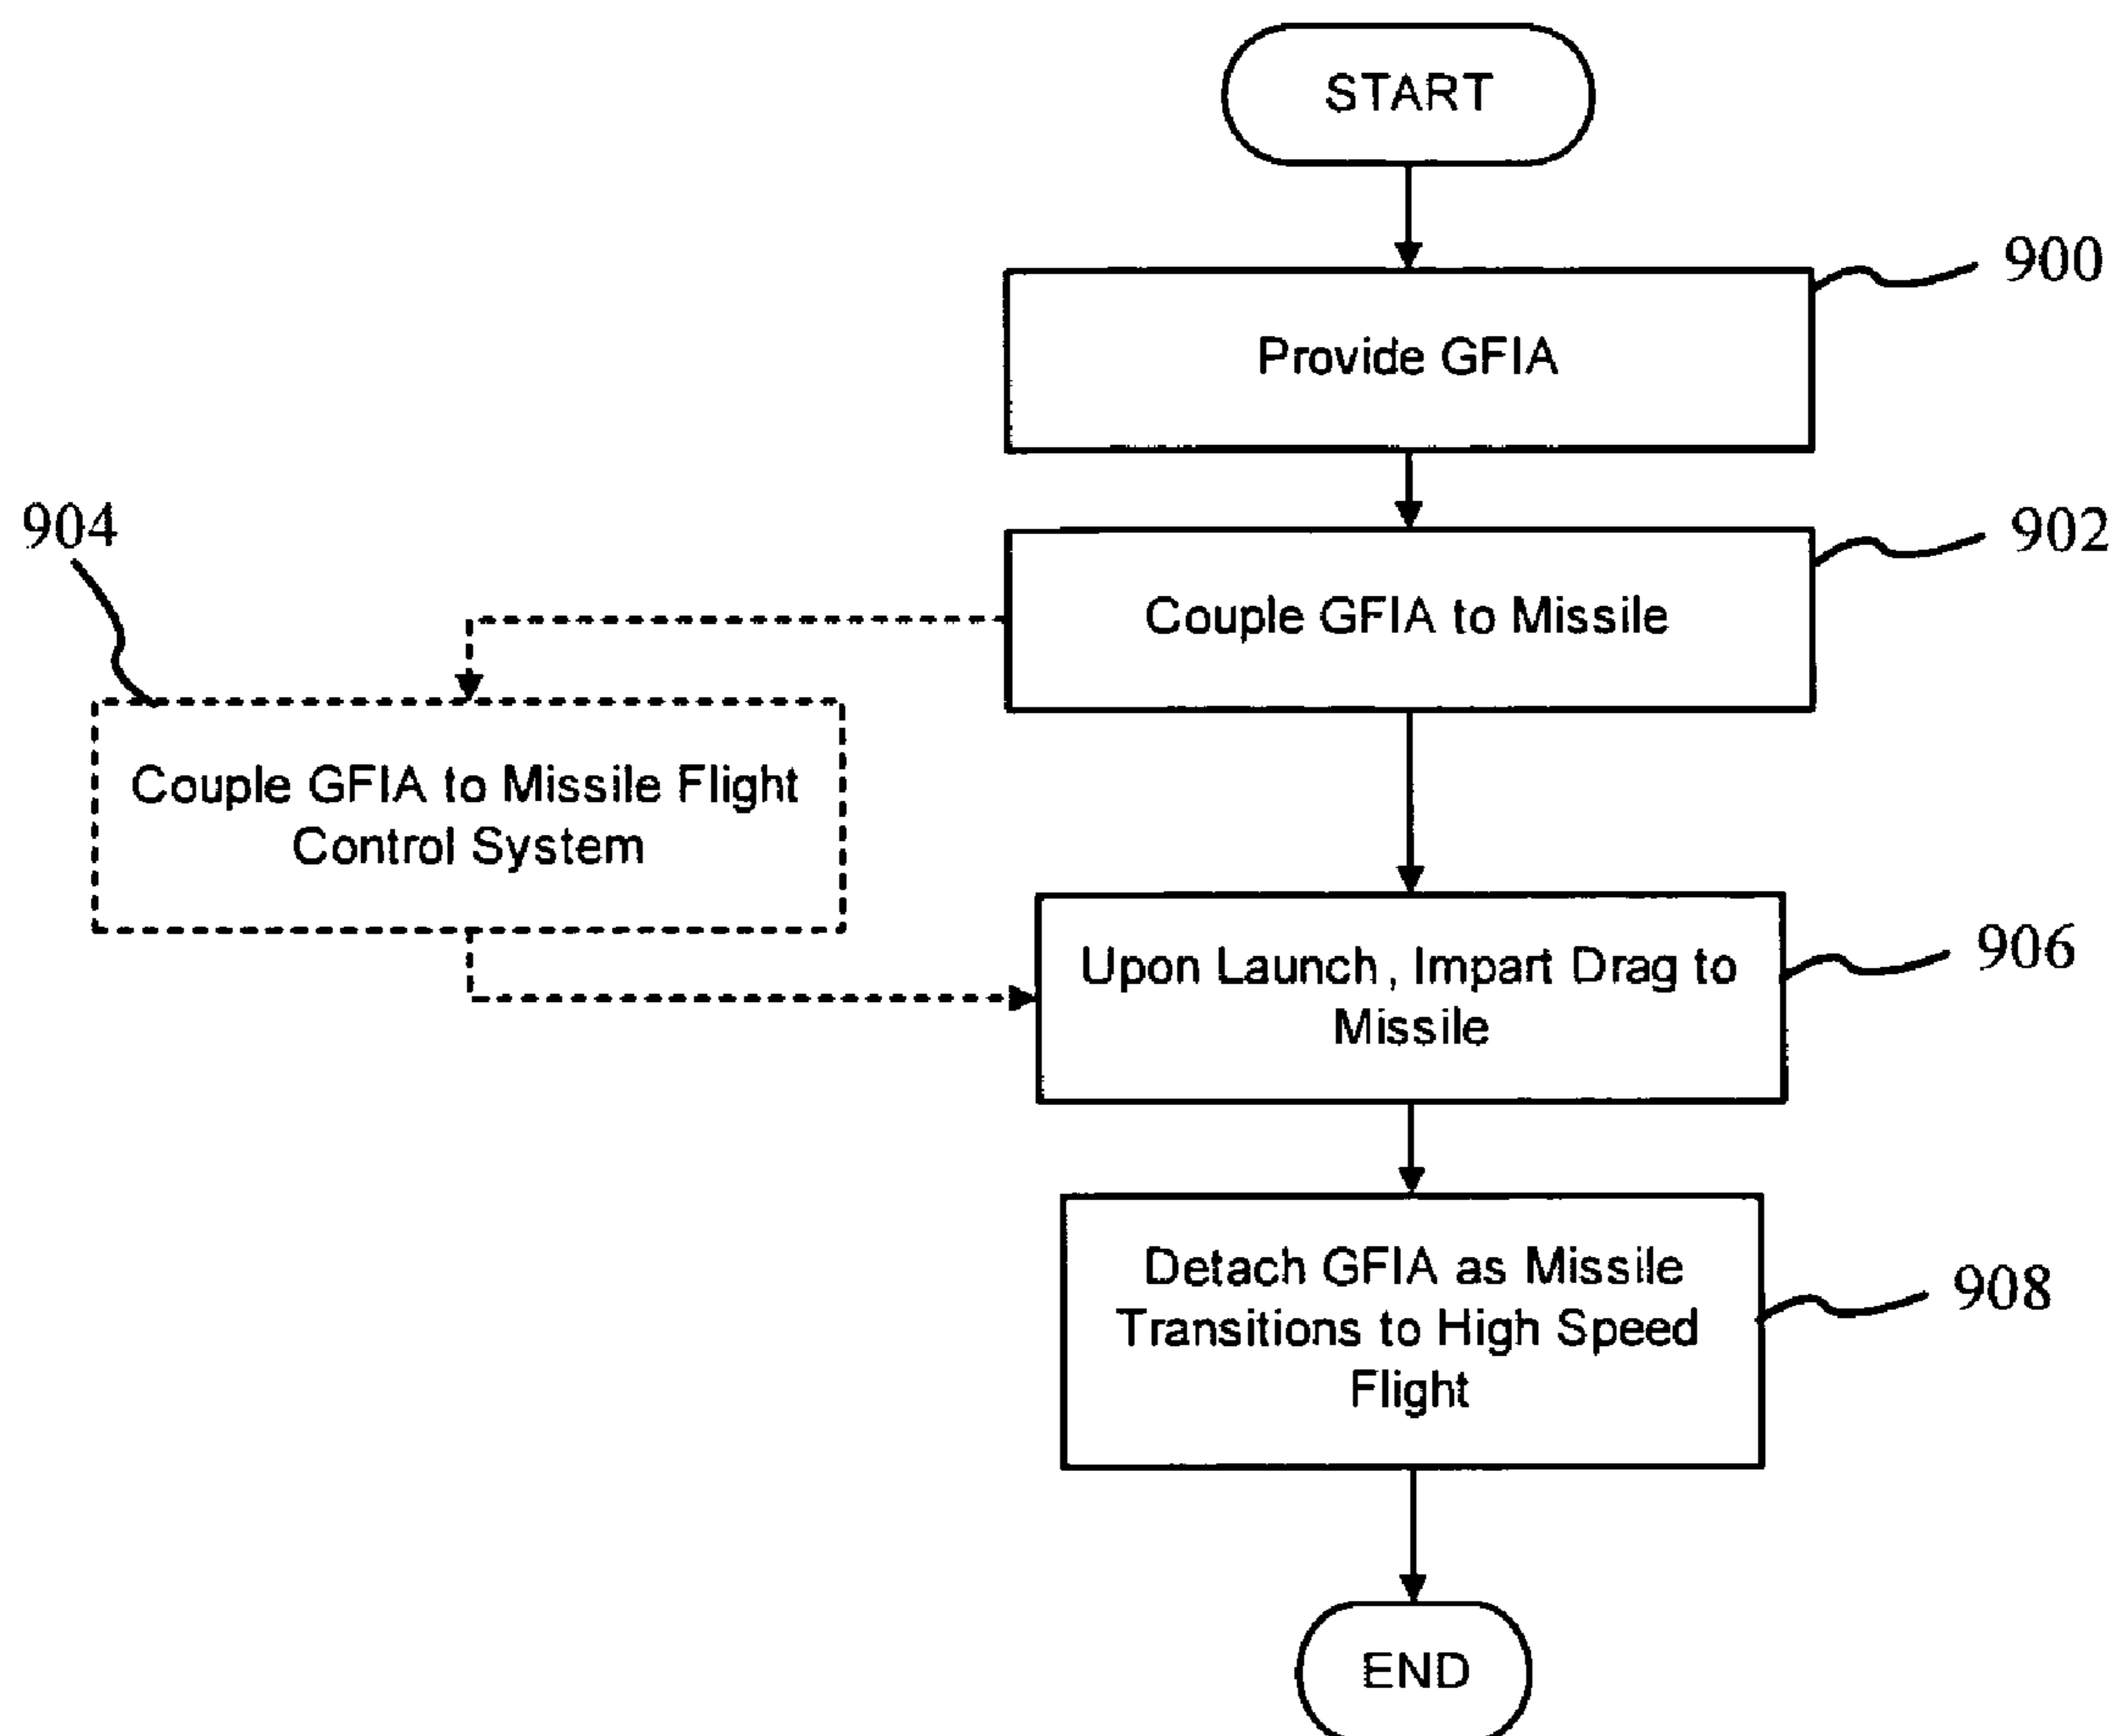 START
900
Provide GFIA
902
Couple GFIA to Missile
904
Couple GFIA to Missile Flight
Control System
906
Upon Launch, Impart Drag to
Missile
908
Detach GFIA as Missile
Transitions to High Speed
Flight
END